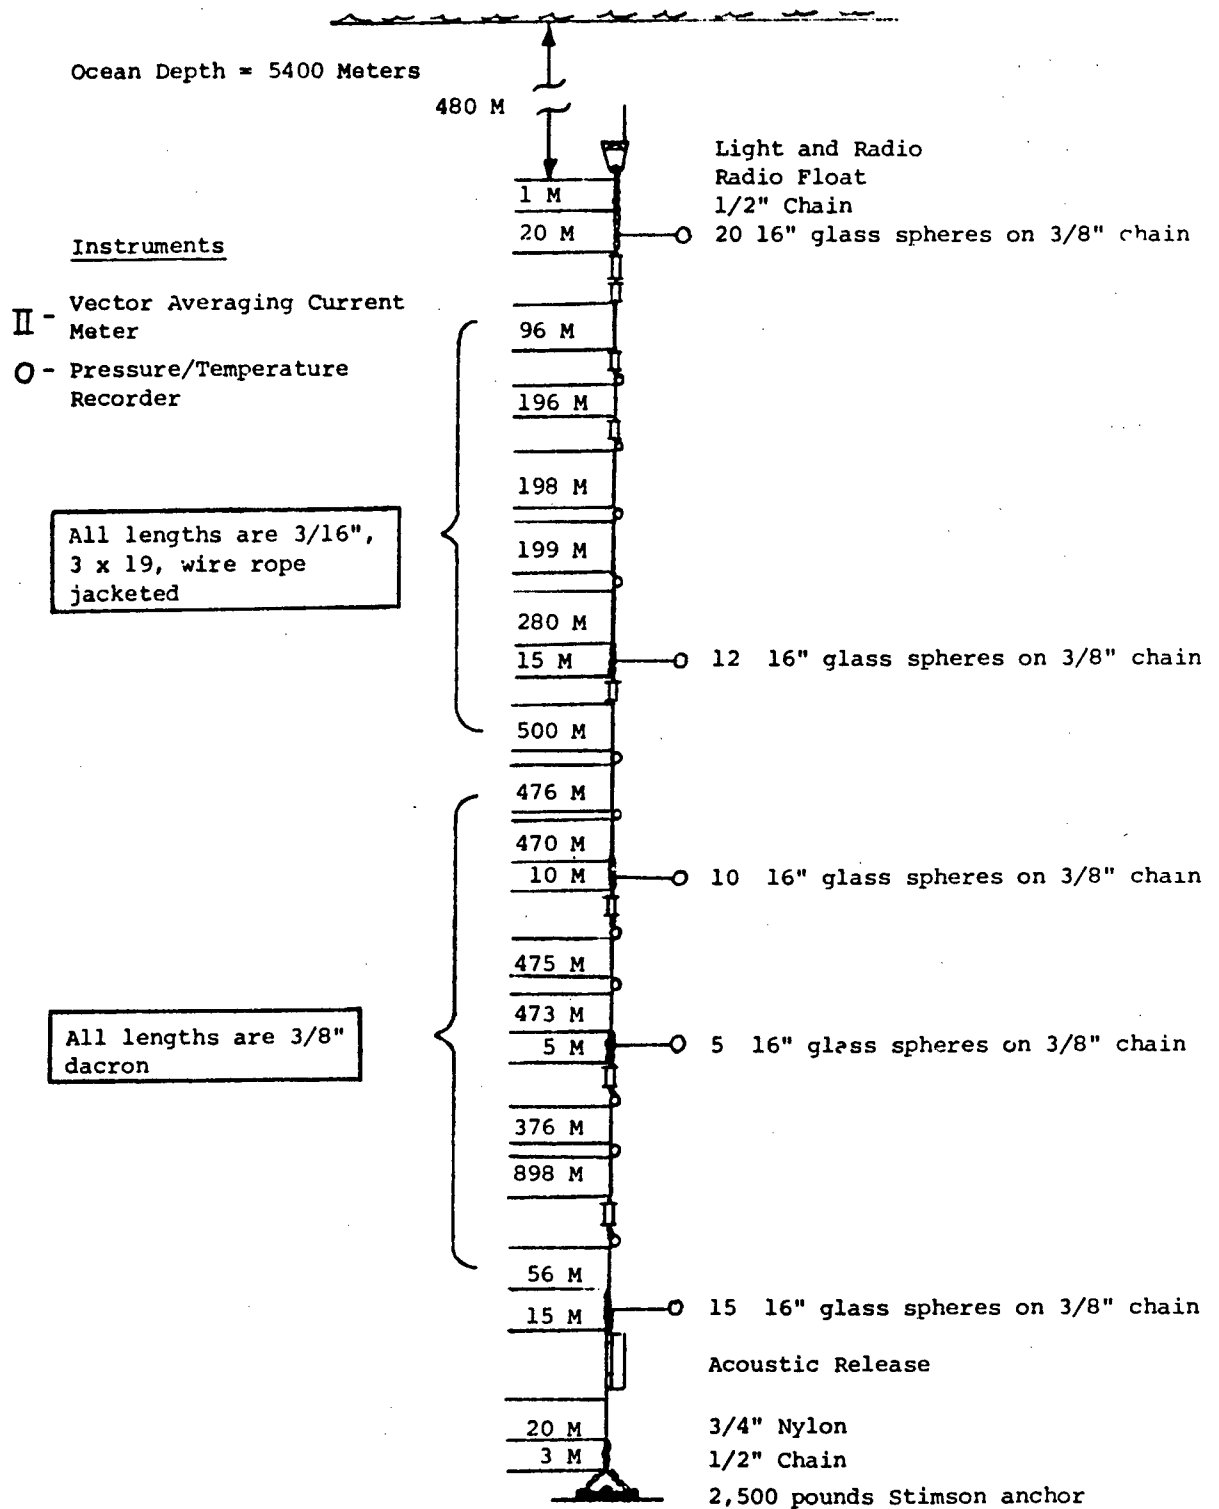 Ocean Depth = 5400 Meters
480 M
Light and Radio
Radio Float
1 M
1/2" Chain
20 M
20 16" glass spheres on 3/8" chain
Instruments
II - Vector Averaging Current
Meter
O - Pressure/Temperature
Recorder
96 M
196 M
198 M
All lengths are 3/16",
3 x 19, wire rope
jacketed
199 M
280 M
15 M
12 16" glass spheres on 3/8" chain
500 M
476 M
470 M
10 M
10 16" glass spheres on 3/8" chain
475 M
473 M
All lengths are 3/8"
dacron
5 M
5 16" glass spheres on 3/8" chain
376 M
898 M
56 M
15 M
15 16" glass spheres on 3/8" chain
Acoustic Release
20 M
3/4" Nylon
3 M
1/2" Chain
2,500 pounds Stimson anchor